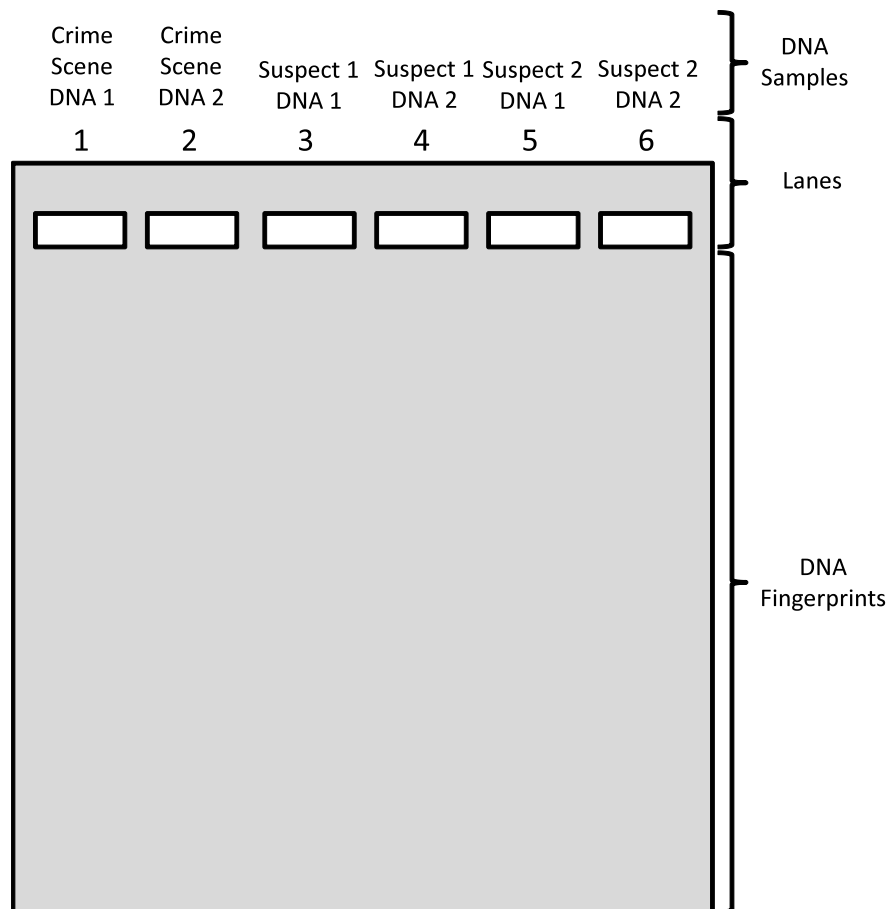 Crime
Scene
DNA 1
Crime
Scene
DNA 2
Suspect 1
DNA 1
Suspect 1
DNA 2
Suspect 2
DNA 1
Suspect 2
DNA 2
DNA
Samples
1 2 3 4 5 6
Lanes
DNA
Fingerprints